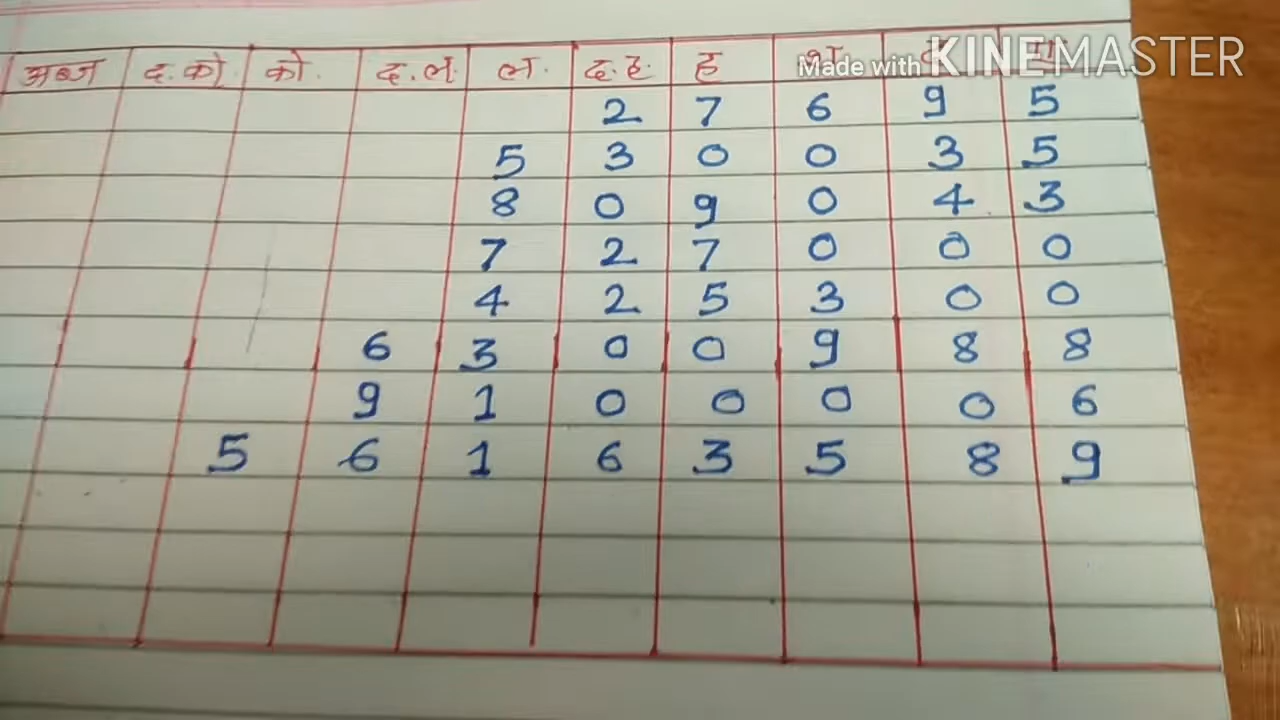 अब्ज द.को. को. द.ल. ल. द.ह. ह
Made with KINEMASTER
2 7 6 9 5
5 3 0 0 3 5
8 0 9 0 4 3
7 2 7 0 0 0
4 2 5 3 0 0
6 3 0 0 9 8 8
9 1 0 0 0 0 6
5 6 1 6 3 5 8 9